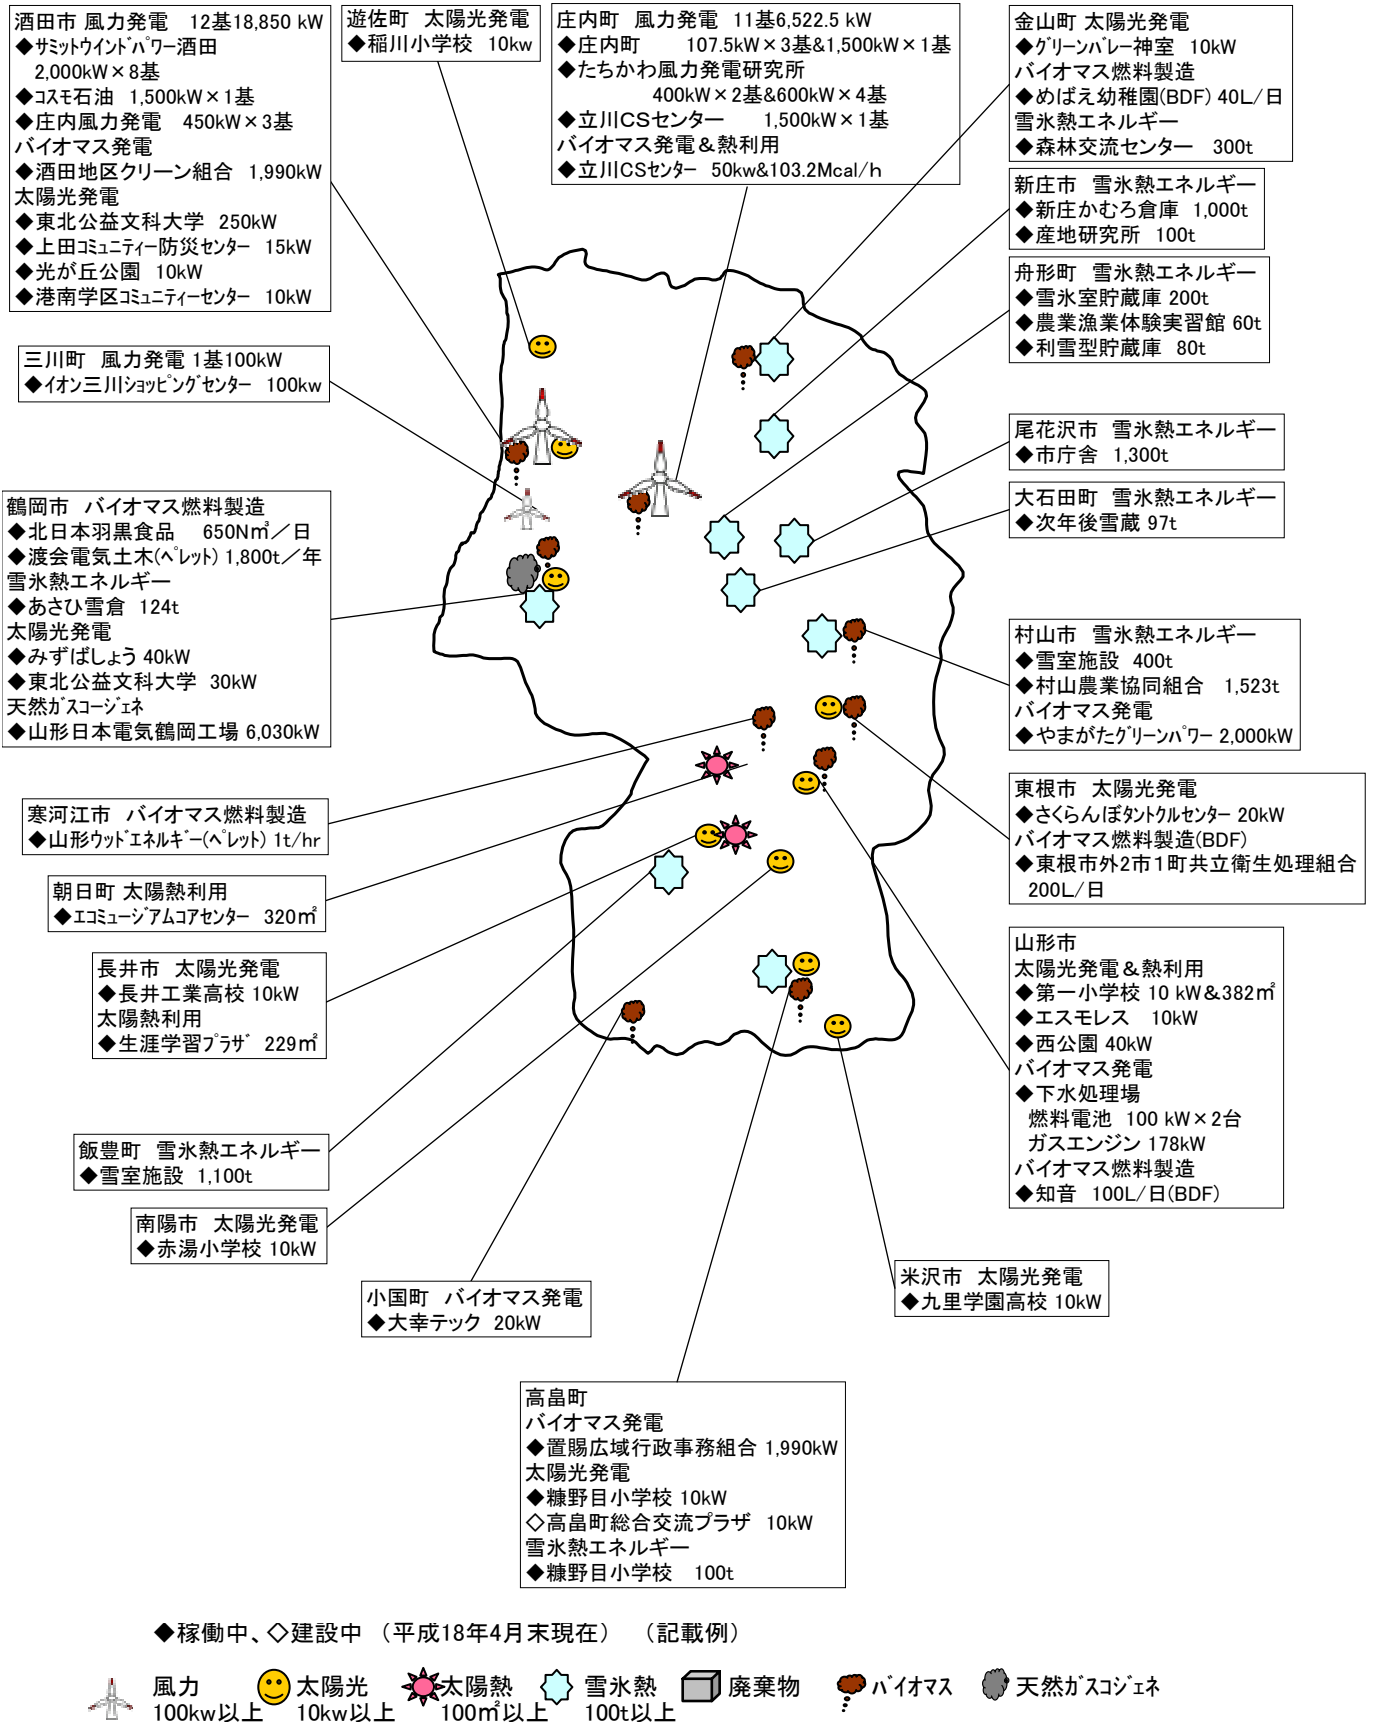 酒田市 風力発電　12基18,850 kW
◆サミットウインドパワー酒田
2,000kW×8基
◆コスモ石油 1,500kW×1基
◆庄内風力発電　450kW×3基
バイオマス発電
◆酒田地区クリーン組合 1,990kW
太陽光発電
◆東北公益文科大学 250kW
◆上田コミュニティー防災センター 15kW
◆光が丘公園 10kW
◆港南学区コミュニティーセンター 10kW
遊佐町 太陽光発電
◆稲川小学校 10kw
庄内町 風力発電 11基6,522.5 kW
◆庄内町　107.5kW×3基&1,500kW×1基
◆たちかわ風力発電研究所
400kW×2基&600kW×4基
◆立川CSセンター　1,500kW×1基
バイオマス発電&熱利用
◆立川CSセンター 50kw&103.2Mcal/h
金山町 太陽光発電
◆グリーンバレー神室 10kW
バイオマス燃料製造
◆めばえ幼稚園(BDF) 40L/日
雪氷熱エネルギー
◆森林交流センター　300t
新庄市 雪氷熱エネルギー
◆新庄かむろ倉庫 1,000t
◆産地研究所 100t
舟形町 雪氷熱エネルギー
◆雪氷室貯蔵庫 200t
◆農業漁業体験実習館 60t
◆利雪型貯蔵庫 80t
三川町 風力発電 1基100kW
◆イオン三川ショッピングセンター 100kw
尾花沢市 雪氷熱エネルギー
◆市庁舎 1,300t
大石田町 雪氷熱エネルギー
◆次年後雪蔵 97t
鶴岡市 バイオマス燃料製造
◆北日本羽黒食品　650N㎥／日
◆渡会電気土木(ペレット) 1,800t／年
雪氷熱エネルギー
◆あさひ雪倉 124t
太陽光発電
◆みずばしょう 40kW
◆東北公益文科大学 30kW
天然ガスコージェネ
◆山形日本電気鶴岡工場 6,030kW
村山市 雪氷熱エネルギー
◆雪室施設 400t
◆村山農業協同組合　1,523t
バイオマス発電
◆やまがたグリーンパワー 2,000kW
寒河江市 バイオマス燃料製造
◆山形ウッドエネルギー(ペレット) 1t/hr
東根市 太陽光発電
◆さくらんぼタントクルセンター 20kW
バイオマス燃料製造(BDF)
◆東根市外2市1町共立衛生処理組合
200L/日
朝日町 太陽熱利用
◆エコミュージアムコアセンター 320㎡
長井市 太陽光発電
◆長井工業高校 10kW
太陽熱利用
◆生涯学習プラザ 229㎡
山形市
太陽光発電＆熱利用
◆第一小学校 10 kW＆382㎡
◆エスモレス　10kW
◆西公園 40kW
バイオマス発電
◆下水処理場
燃料電池 100 kW×2台
ガスエンジン 178kW
バイオマス燃料製造
◆知音 100L/日(BDF)
飯豊町 雪氷熱エネルギー
◆雪室施設 1,100t
南陽市 太陽光発電
◆赤湯小学校 10kW
小国町 バイオマス発電
◆大幸テック 20kW
米沢市 太陽光発電
◆九里学園高校 10kW
高畠町
バイオマス発電
◆置賜広域行政事務組合 1,990kW
太陽光発電
◆糠野目小学校 10kW
◇高畠町総合交流プラザ 10kW
雪氷熱エネルギー
◆糠野目小学校　100t
◆稼働中、◇建設中 （平成18年4月末現在）　（記載例）
風力
100kw以上
太陽光
10kw以上
太陽熱
100㎡以上
雪氷熱
100t以上
廃棄物
バイオマス
天然ガスコジェネ